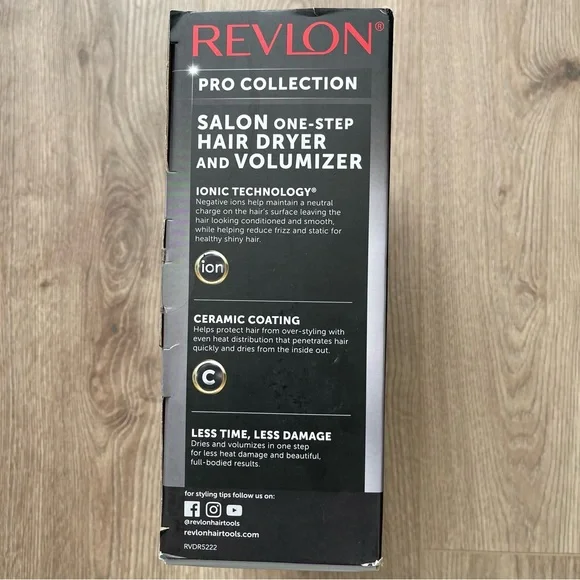 REVLON®
PRO COLLECTION
SALON ONE-STEP
HAIR DRYER
AND VOLUMIZER
IONIC TECHNOLOGY®
Negative ions help maintain a neutral
charge on the hair's surface leaving the
hair looking conditioned and smooth,
while helping reduce frizz and static for
healthy shiny hair.
ion
CERAMIC COATING
Helps protect hair from over-styling with
even heat distribution that penetrates hair
quickly and dries from the inside out.
C
LESS TIME, LESS DAMAGE
Dries and volumizes in one step
for less heat damage and beautiful,
full-bodied results.
for styling tips follow us on:
@revlonhairtools
revlonhairtools.com
RVDR5222